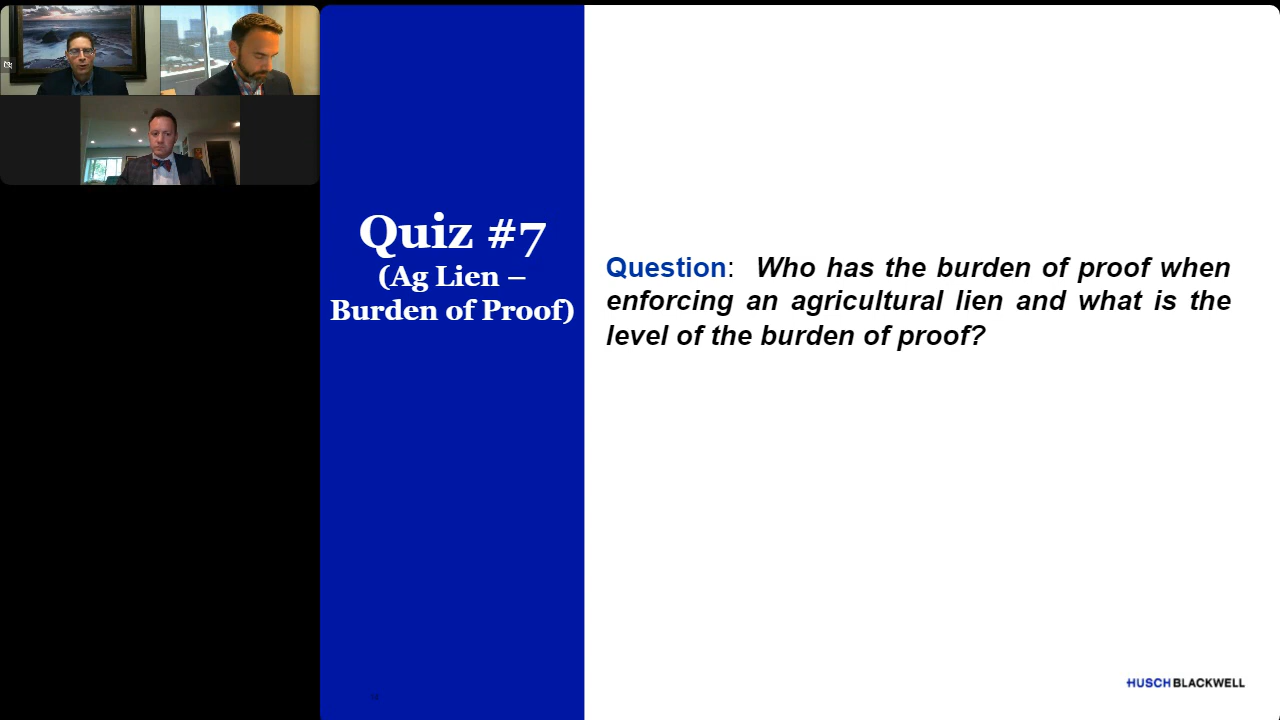 Quiz #7
(Ag Lien –
Burden of Proof)
Question:  Who has the burden of proof when
enforcing an agricultural lien and what is the
level of the burden of proof?
HUSCH BLACKWELL